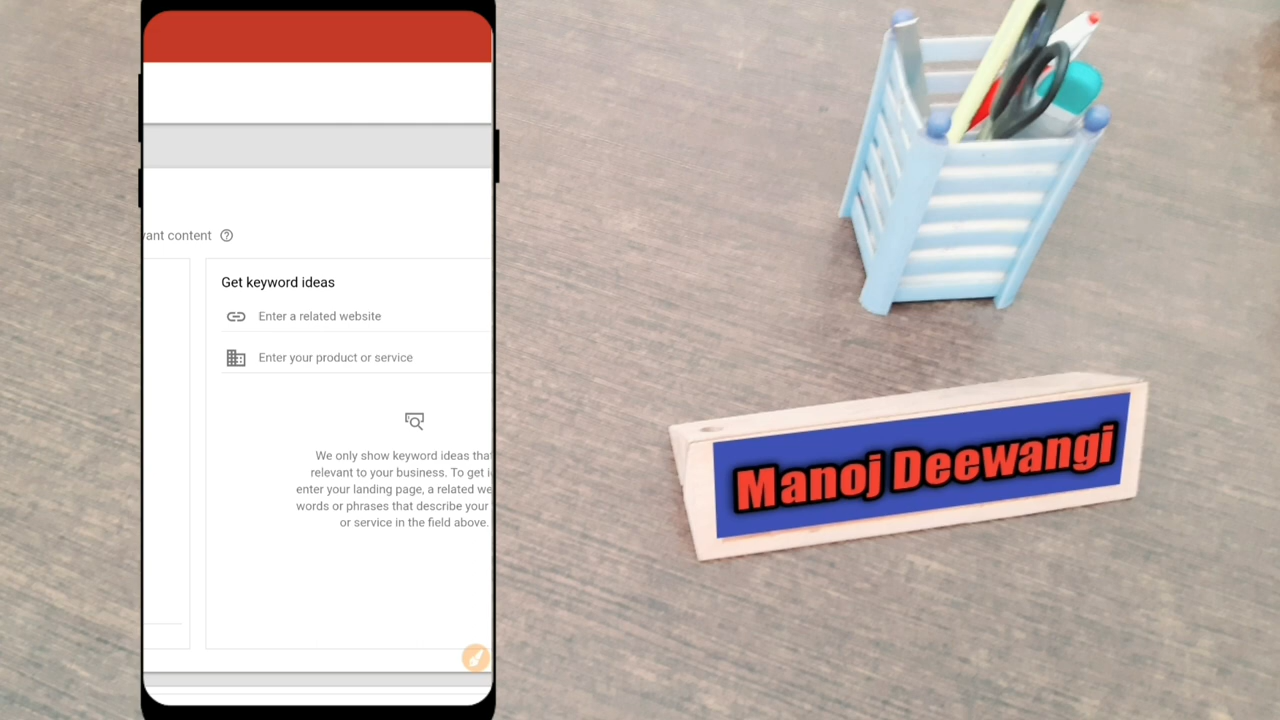 vant content
Get keyword ideas
Enter a related website
Enter your product or service
We only show keyword ideas that
relevant to your business. To get
enter your landing page, a related we
words or phrases that describe your
or service in the field above.
Manoj Deewangi